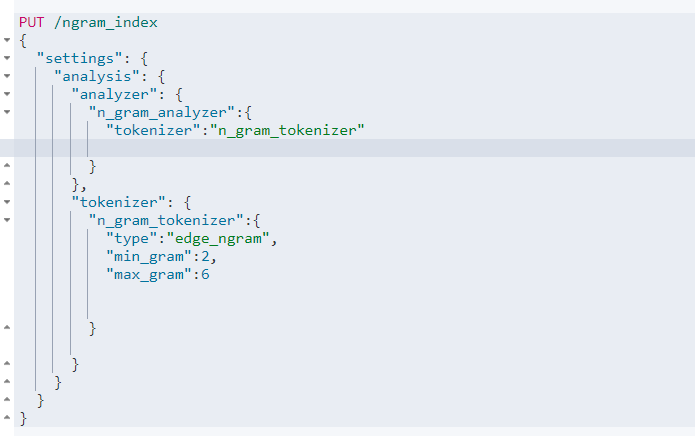 PUT /ngram_index
{
  "settings": {
    "analysis": {
      "analyzer": {
        "n_gram_analyzer":{
          "tokenizer":"n_gram_tokenizer"
        }
      },
      "tokenizer": {
        "n_gram_tokenizer":{
          "type":"edge_ngram",
          "min_gram":2,
          "max_gram":6
        }
      }
    }
  }
}